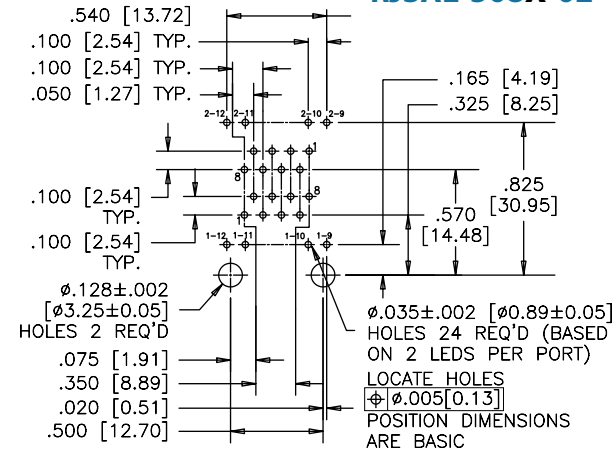 .540 [13.72]
.100 [2.54] TYP.
.100 [2.54] TYP.
.050 [1.27] TYP.
.165 [4.19]
.325 [8.25]
2-12 2-11 2-10 2-9
1
8
8
1
.825
[30.95]
.570
[14.48]
.100 [2.54]
TYP.
.100 [2.54]
TYP.
1-12 1-11 1-10 1-9
ø.128±.002
[ø3.25±0.05]
HOLES 2 REQ'D
ø.035±.002 [ø0.89±0.05]
HOLES 24 REQ'D (BASED
ON 2 LEDS PER PORT)
.075 [1.91]
.350 [8.89]
.020 [0.51]
.500 [12.70]
LOCATE HOLES
⌖ ø.005[0.13]
POSITION DIMENSIONS
ARE BASIC